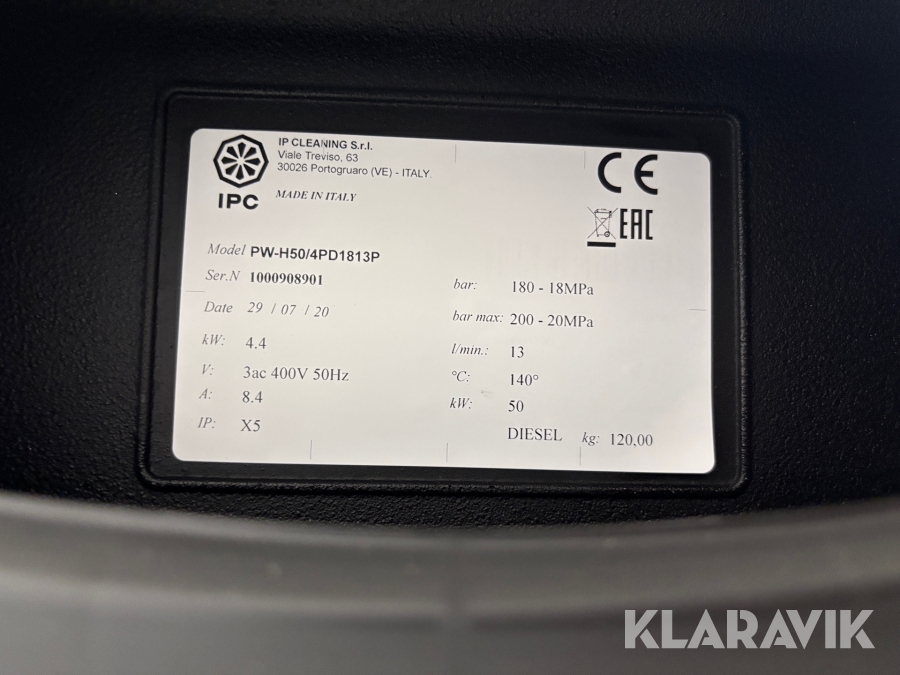 IP CLEANING S.r.l.
Viale Treviso, 63
30026 Portogruaro (VE) - ITALY.
MADE IN ITALY
IPC
CE
EAC
Model PW-H50/4PD1813P
Ser.N 1000908901
Date 29 / 07 / 20
kW: 4.4
V: 3ac 400V 50Hz
A: 8.4
IP: X5
bar: 180 - 18MPa
bar max: 200 - 20MPa
l/min.: 13
°C: 140°
kW: 50
DIESEL kg: 120,00
KLARAVIK